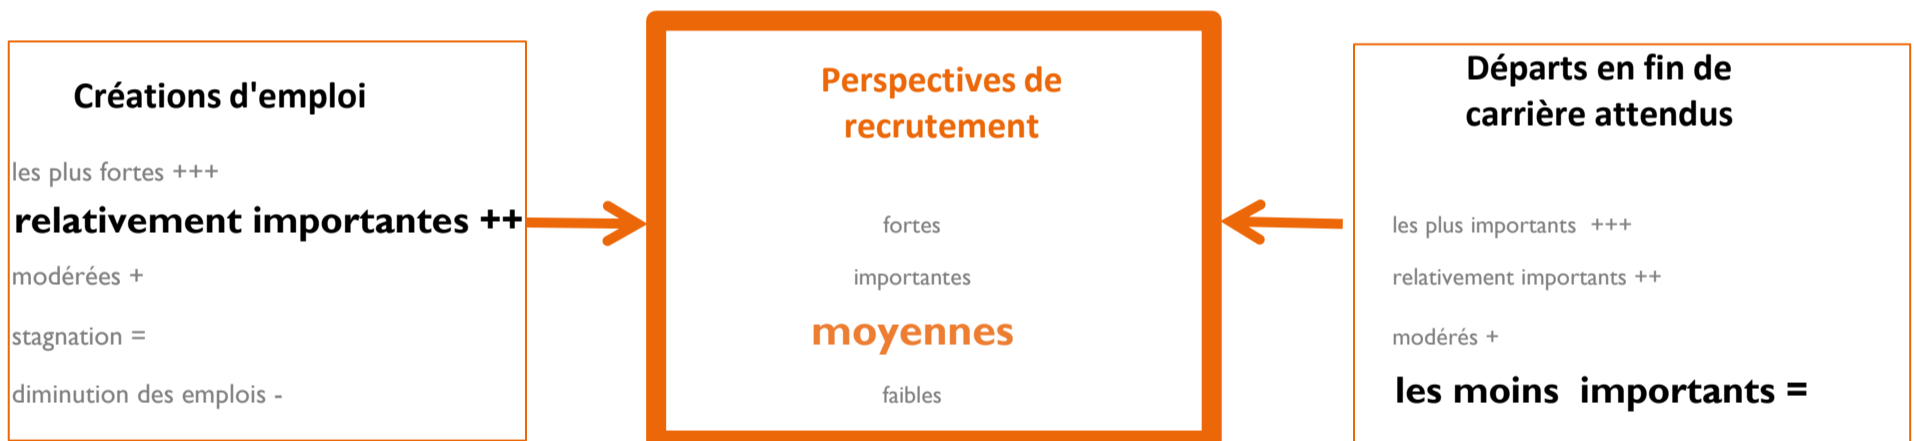 Créations d'emploi
les plus fortes +++
relativement importantes ++
modérées +
stagnation =
diminution des emplois -
Perspectives de
recrutement
fortes
importantes
moyennes
faibles
Départs en fin de
carrière attendus
les plus importants +++
relativement importants ++
modérés +
les moins importants =